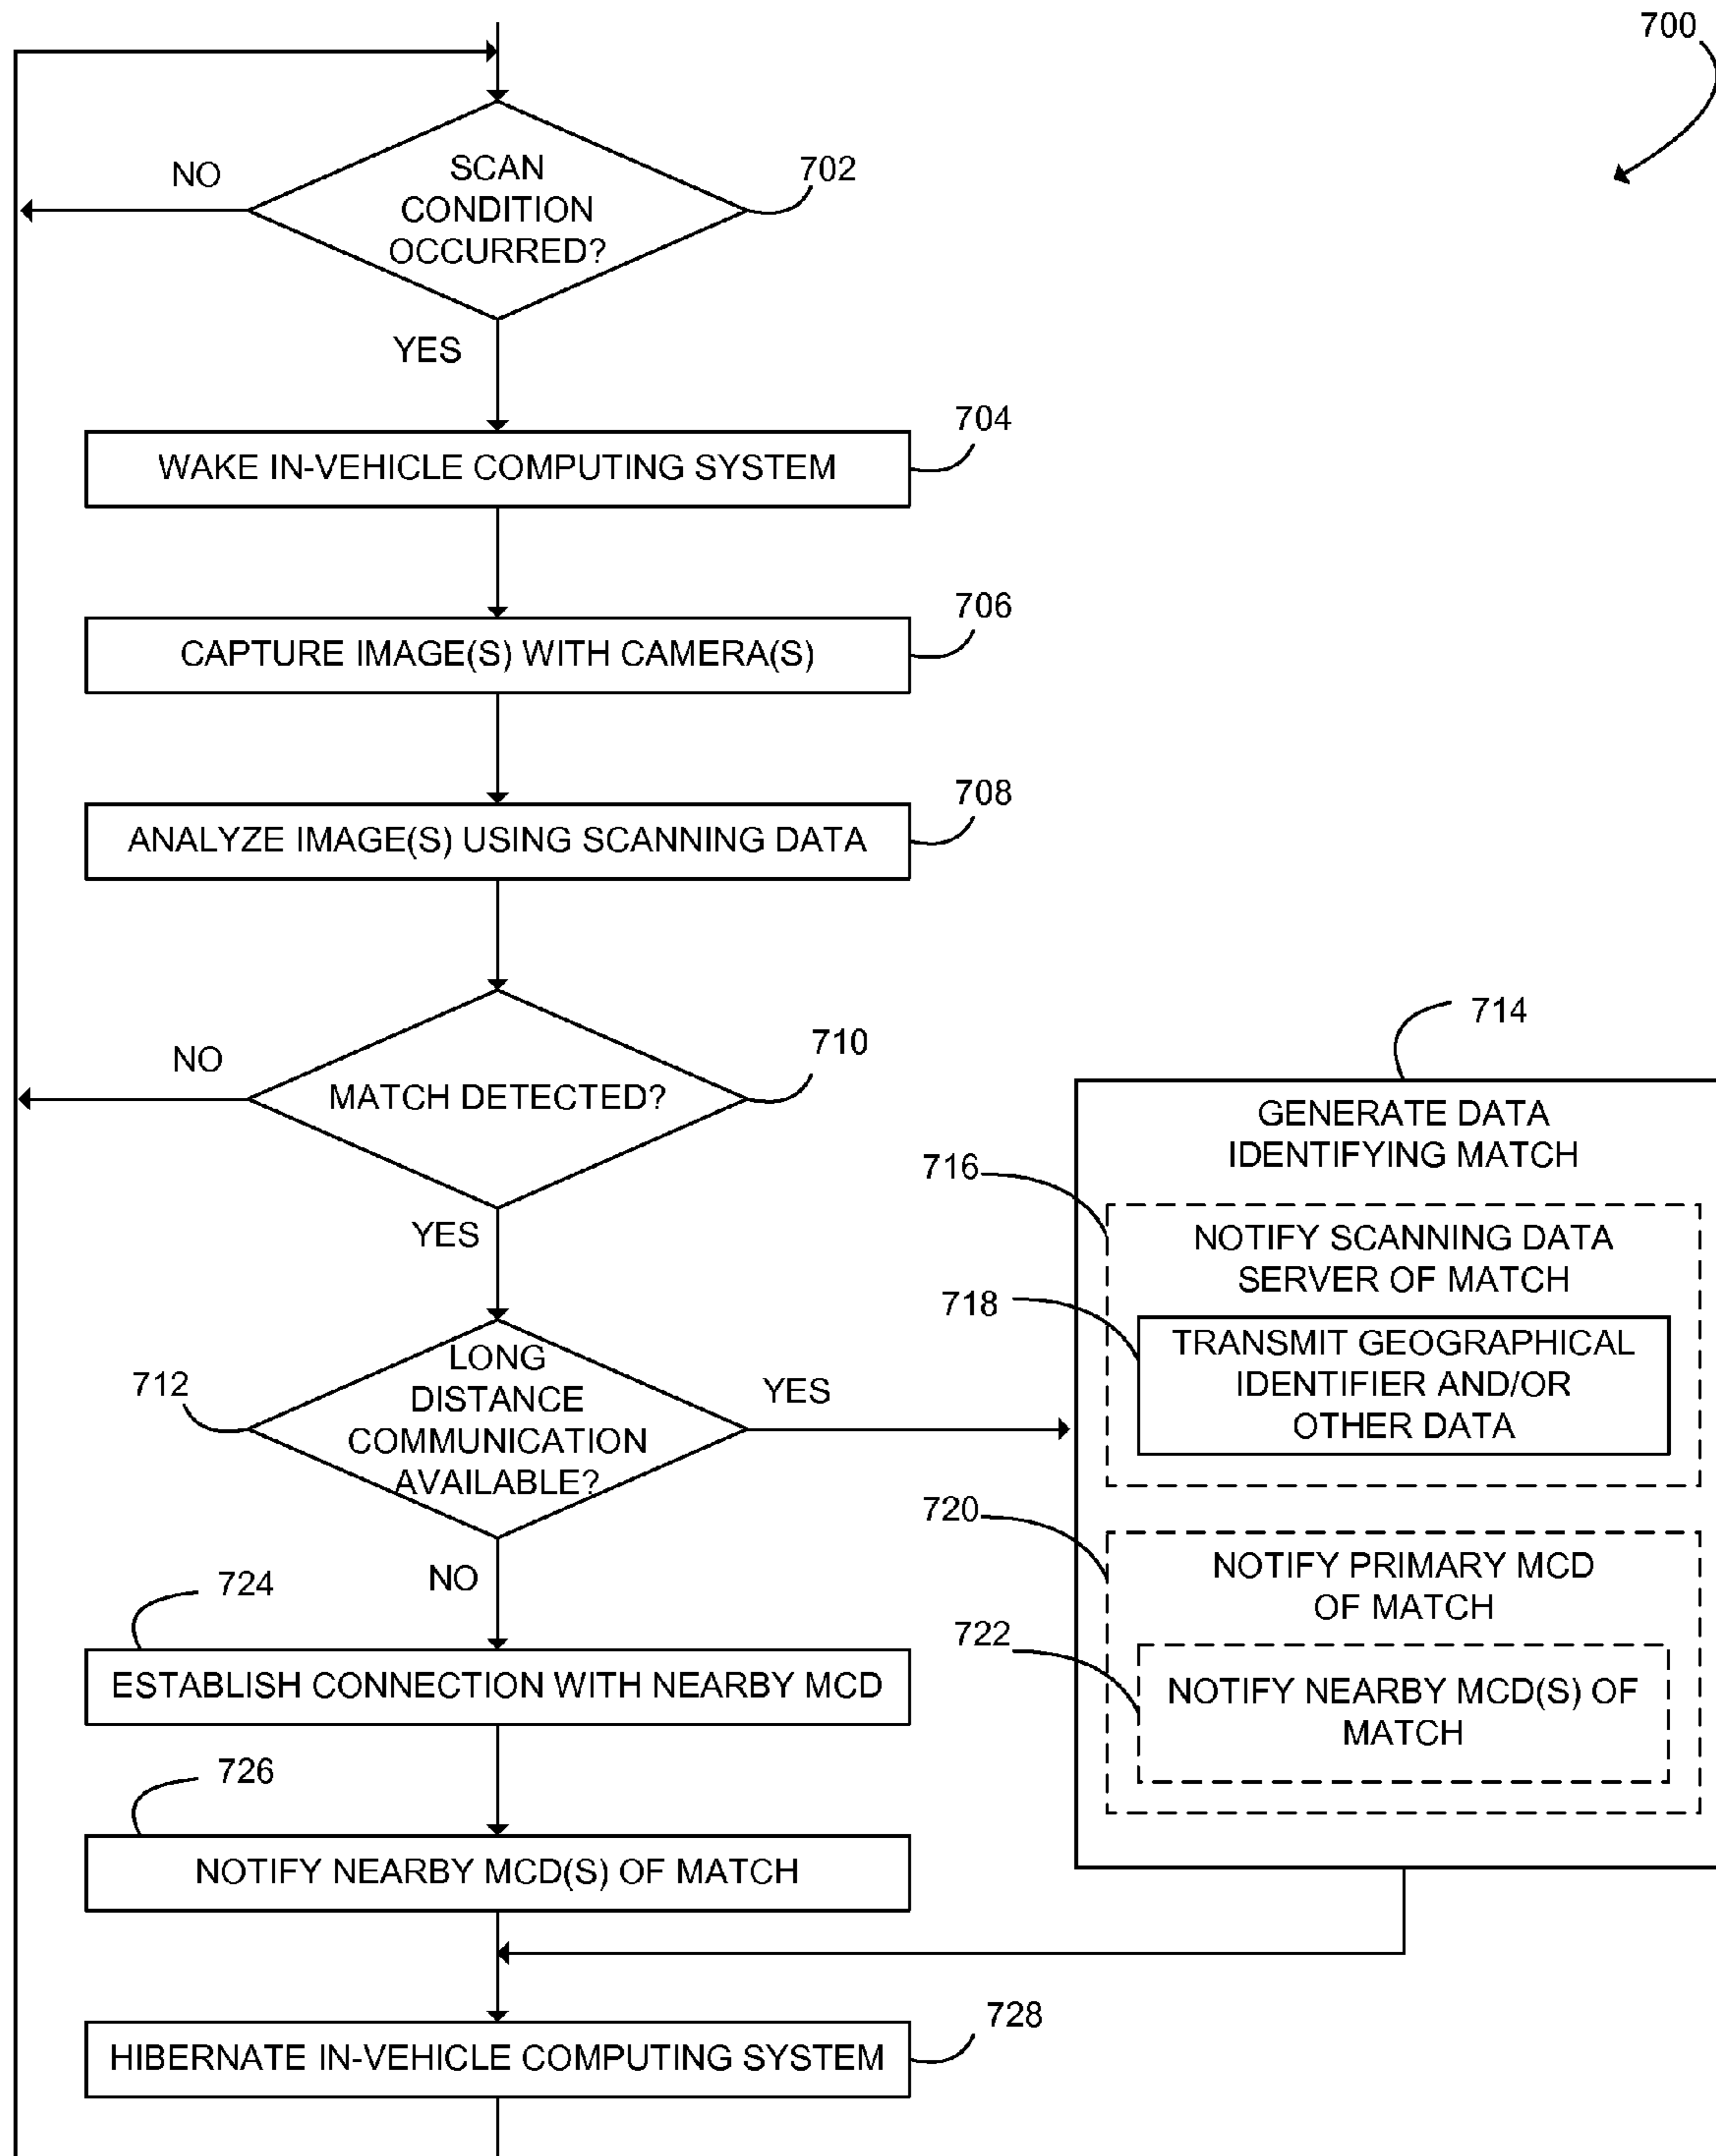 700
SCAN
CONDITION
OCCURRED?
702
NO
YES
WAKE IN-VEHICLE COMPUTING SYSTEM
704
CAPTURE IMAGE(S) WITH CAMERA(S)
706
ANALYZE IMAGE(S) USING SCANNING DATA
708
MATCH DETECTED?
710
NO
YES
LONG
DISTANCE
COMMUNICATION
AVAILABLE?
712
YES
NO
714
GENERATE DATA
IDENTIFYING MATCH
716
NOTIFY SCANNING DATA
SERVER OF MATCH
718
TRANSMIT GEOGRAPHICAL
IDENTIFIER AND/OR
OTHER DATA
720
NOTIFY PRIMARY MCD
OF MATCH
722
NOTIFY NEARBY MCD(S) OF
MATCH
724
ESTABLISH CONNECTION WITH NEARBY MCD
726
NOTIFY NEARBY MCD(S) OF MATCH
728
HIBERNATE IN-VEHICLE COMPUTING SYSTEM